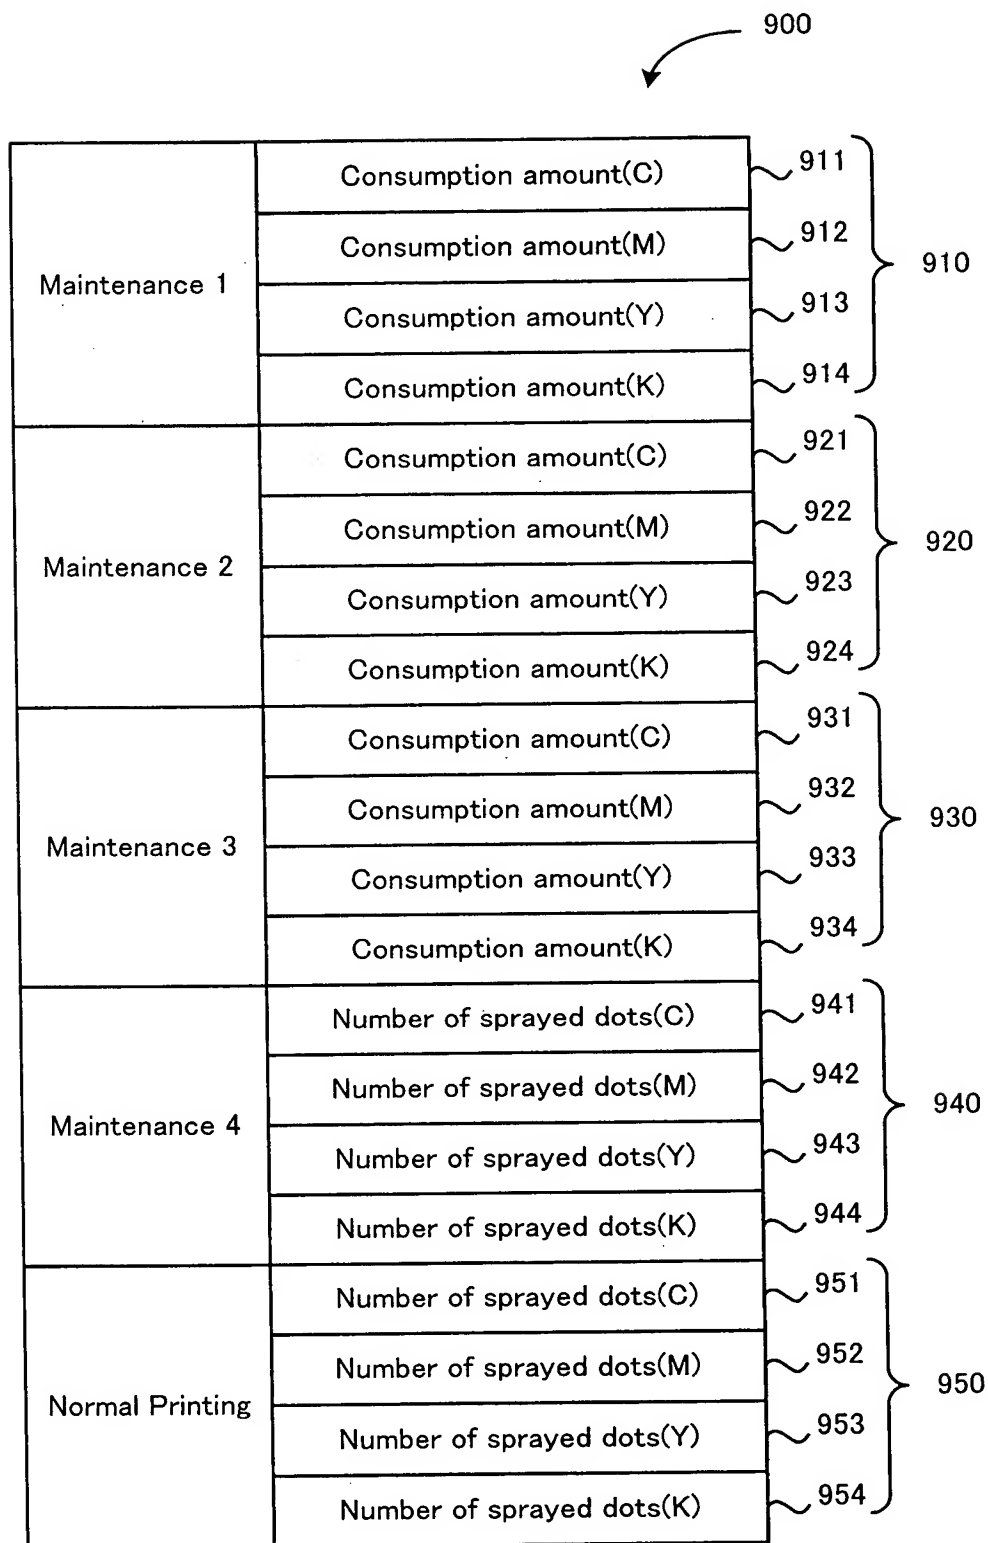 900
Maintenance 1
Consumption amount(C) 911
Consumption amount(M) 912
Consumption amount(Y) 913
Consumption amount(K) 914
910
Maintenance 2
Consumption amount(C) 921
Consumption amount(M) 922
Consumption amount(Y) 923
Consumption amount(K) 924
920
Maintenance 3
Consumption amount(C) 931
Consumption amount(M) 932
Consumption amount(Y) 933
Consumption amount(K) 934
930
Maintenance 4
Number of sprayed dots(C) 941
Number of sprayed dots(M) 942
Number of sprayed dots(Y) 943
Number of sprayed dots(K) 944
940
Normal Printing
Number of sprayed dots(C) 951
Number of sprayed dots(M) 952
Number of sprayed dots(Y) 953
Number of sprayed dots(K) 954
950